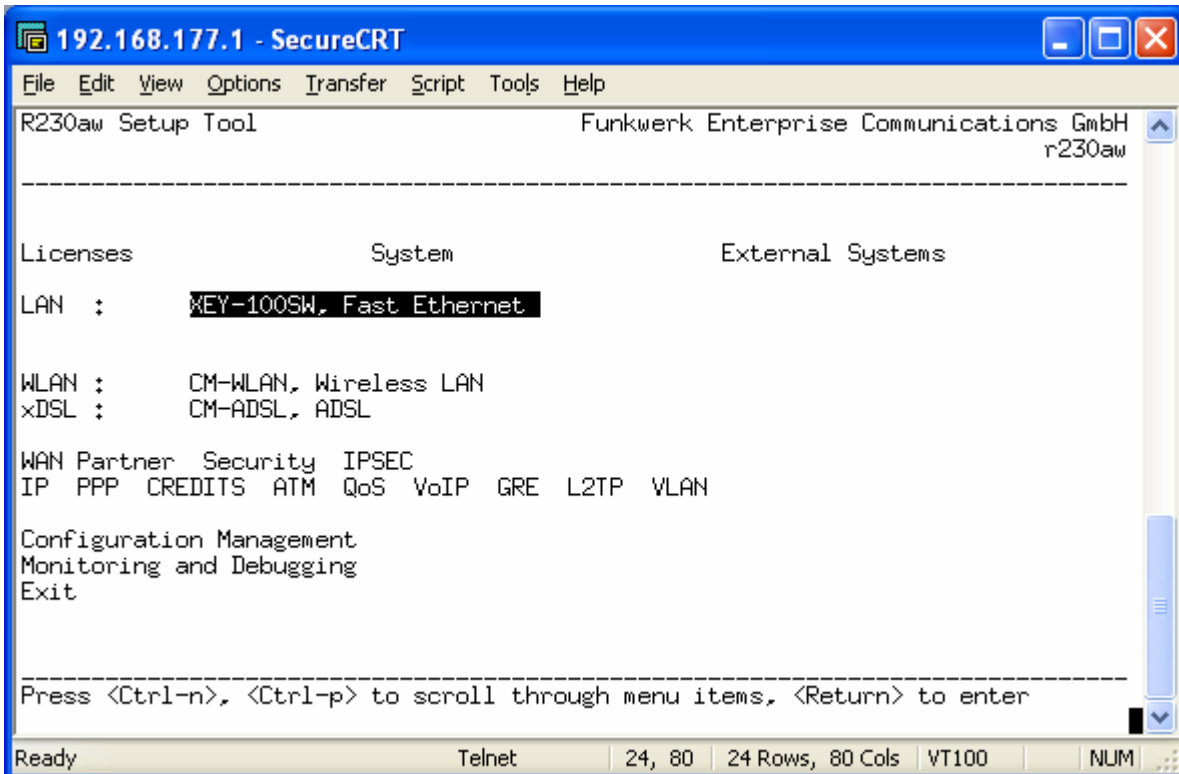 192.168.177.1 - SecureCRT
File Edit View Options Transfer Script Tools Help
R230aw Setup Tool Funkwerk Enterprise Communications GmbH
r230aw
Licenses System External Systems
LAN : XEY-100SW, Fast Ethernet
WLAN : CM-WLAN, Wireless LAN
xDSL : CM-ADSL, ADSL
WAN Partner Security IPSEC
IP PPP CREDITS ATM QoS VoIP GRE L2TP VLAN
Configuration Management
Monitoring and Debugging
Exit
Press <Ctrl-n>, <Ctrl-p> to scroll through menu items, <Return> to enter
Ready Telnet 24, 80 24 Rows, 80 Cols VT100 NUM